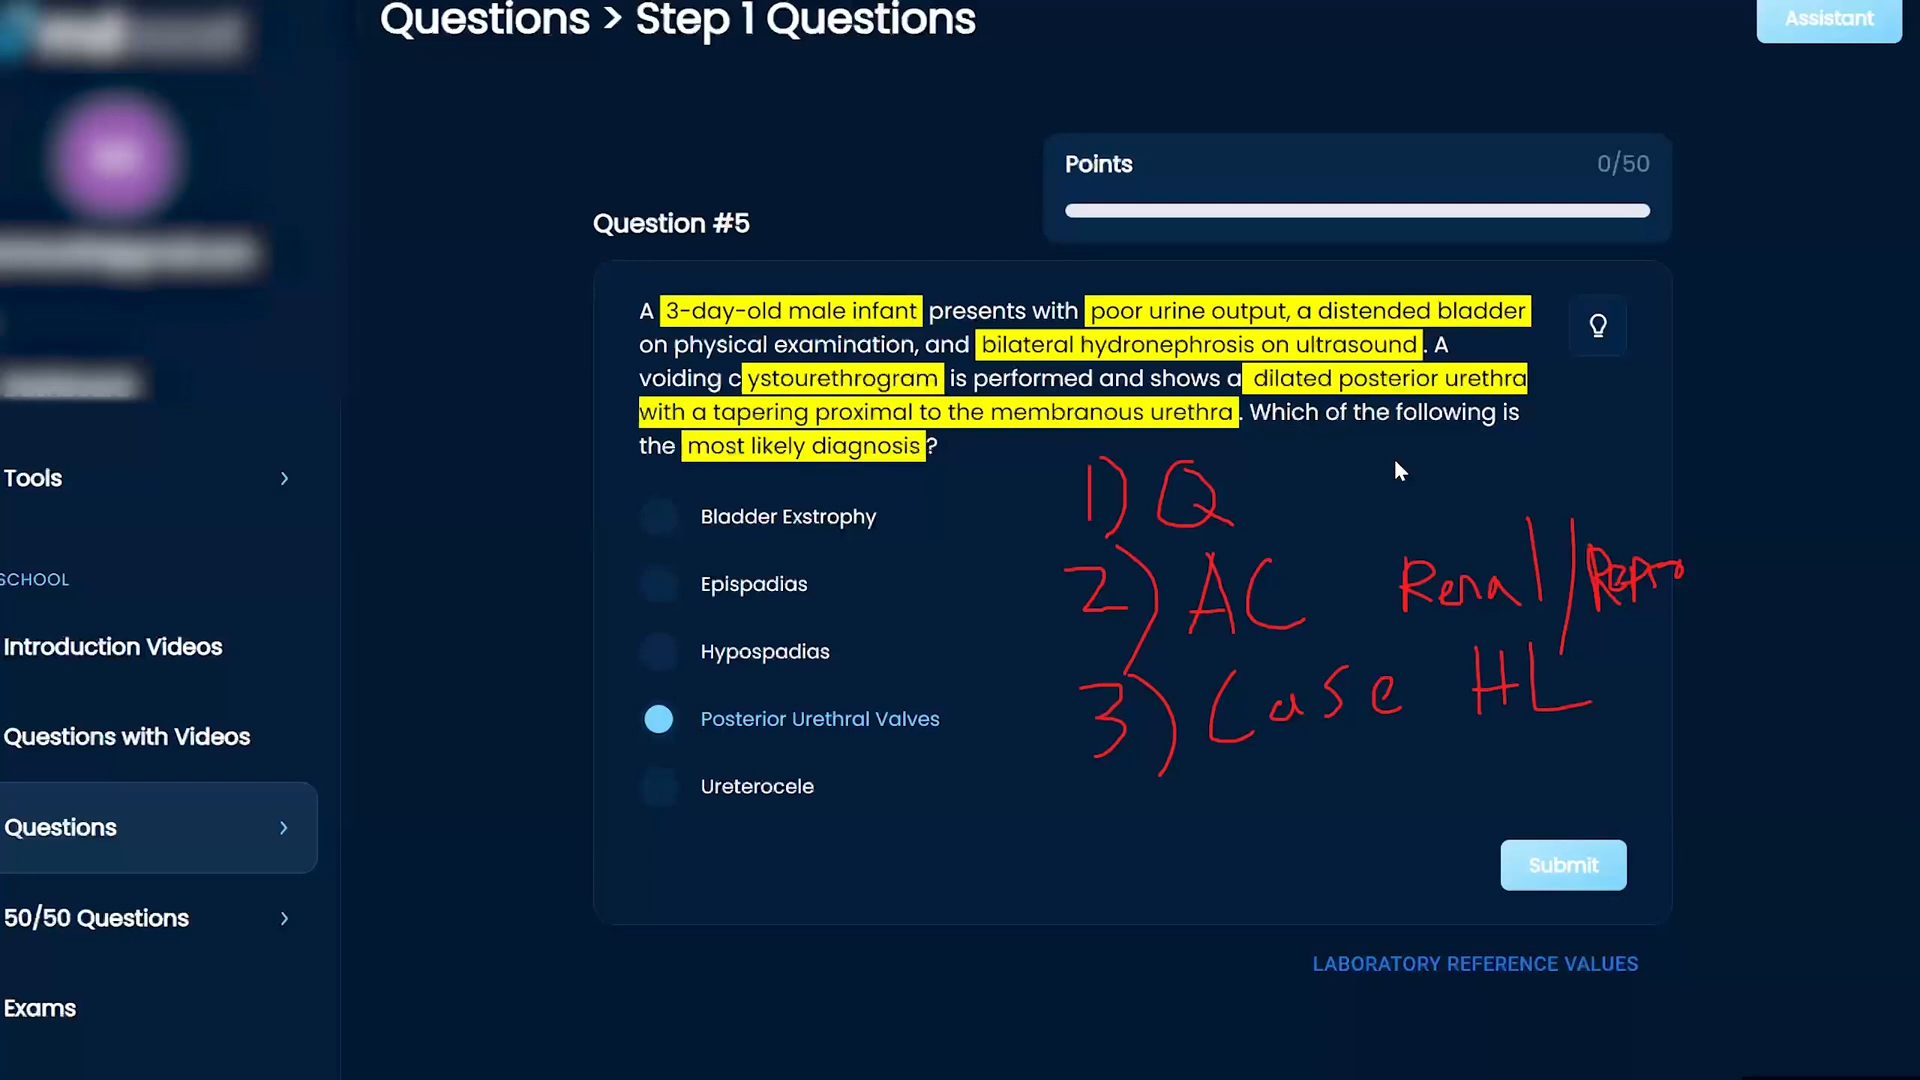 Questions > Step 1 Questions
Assistant
Points
0/50
Question #5
A 3-day-old male infant presents with poor urine output, a distended bladder
on physical examination, and bilateral hydronephrosis on ultrasound. A
voiding cystourethrogram is performed and shows a dilated posterior urethra
with a tapering proximal to the membranous urethra. Which of the following is
the most likely diagnosis?
Bladder Exstrophy
Epispadias
Hypospadias
Posterior Urethral Valves
Ureterocele
1) Q
2) AC
Renal/Repro
3) Case HL
Submit
LABORATORY REFERENCE VALUES
Tools
SCHOOL
Introduction Videos
Questions with Videos
Questions
50/50 Questions
Exams